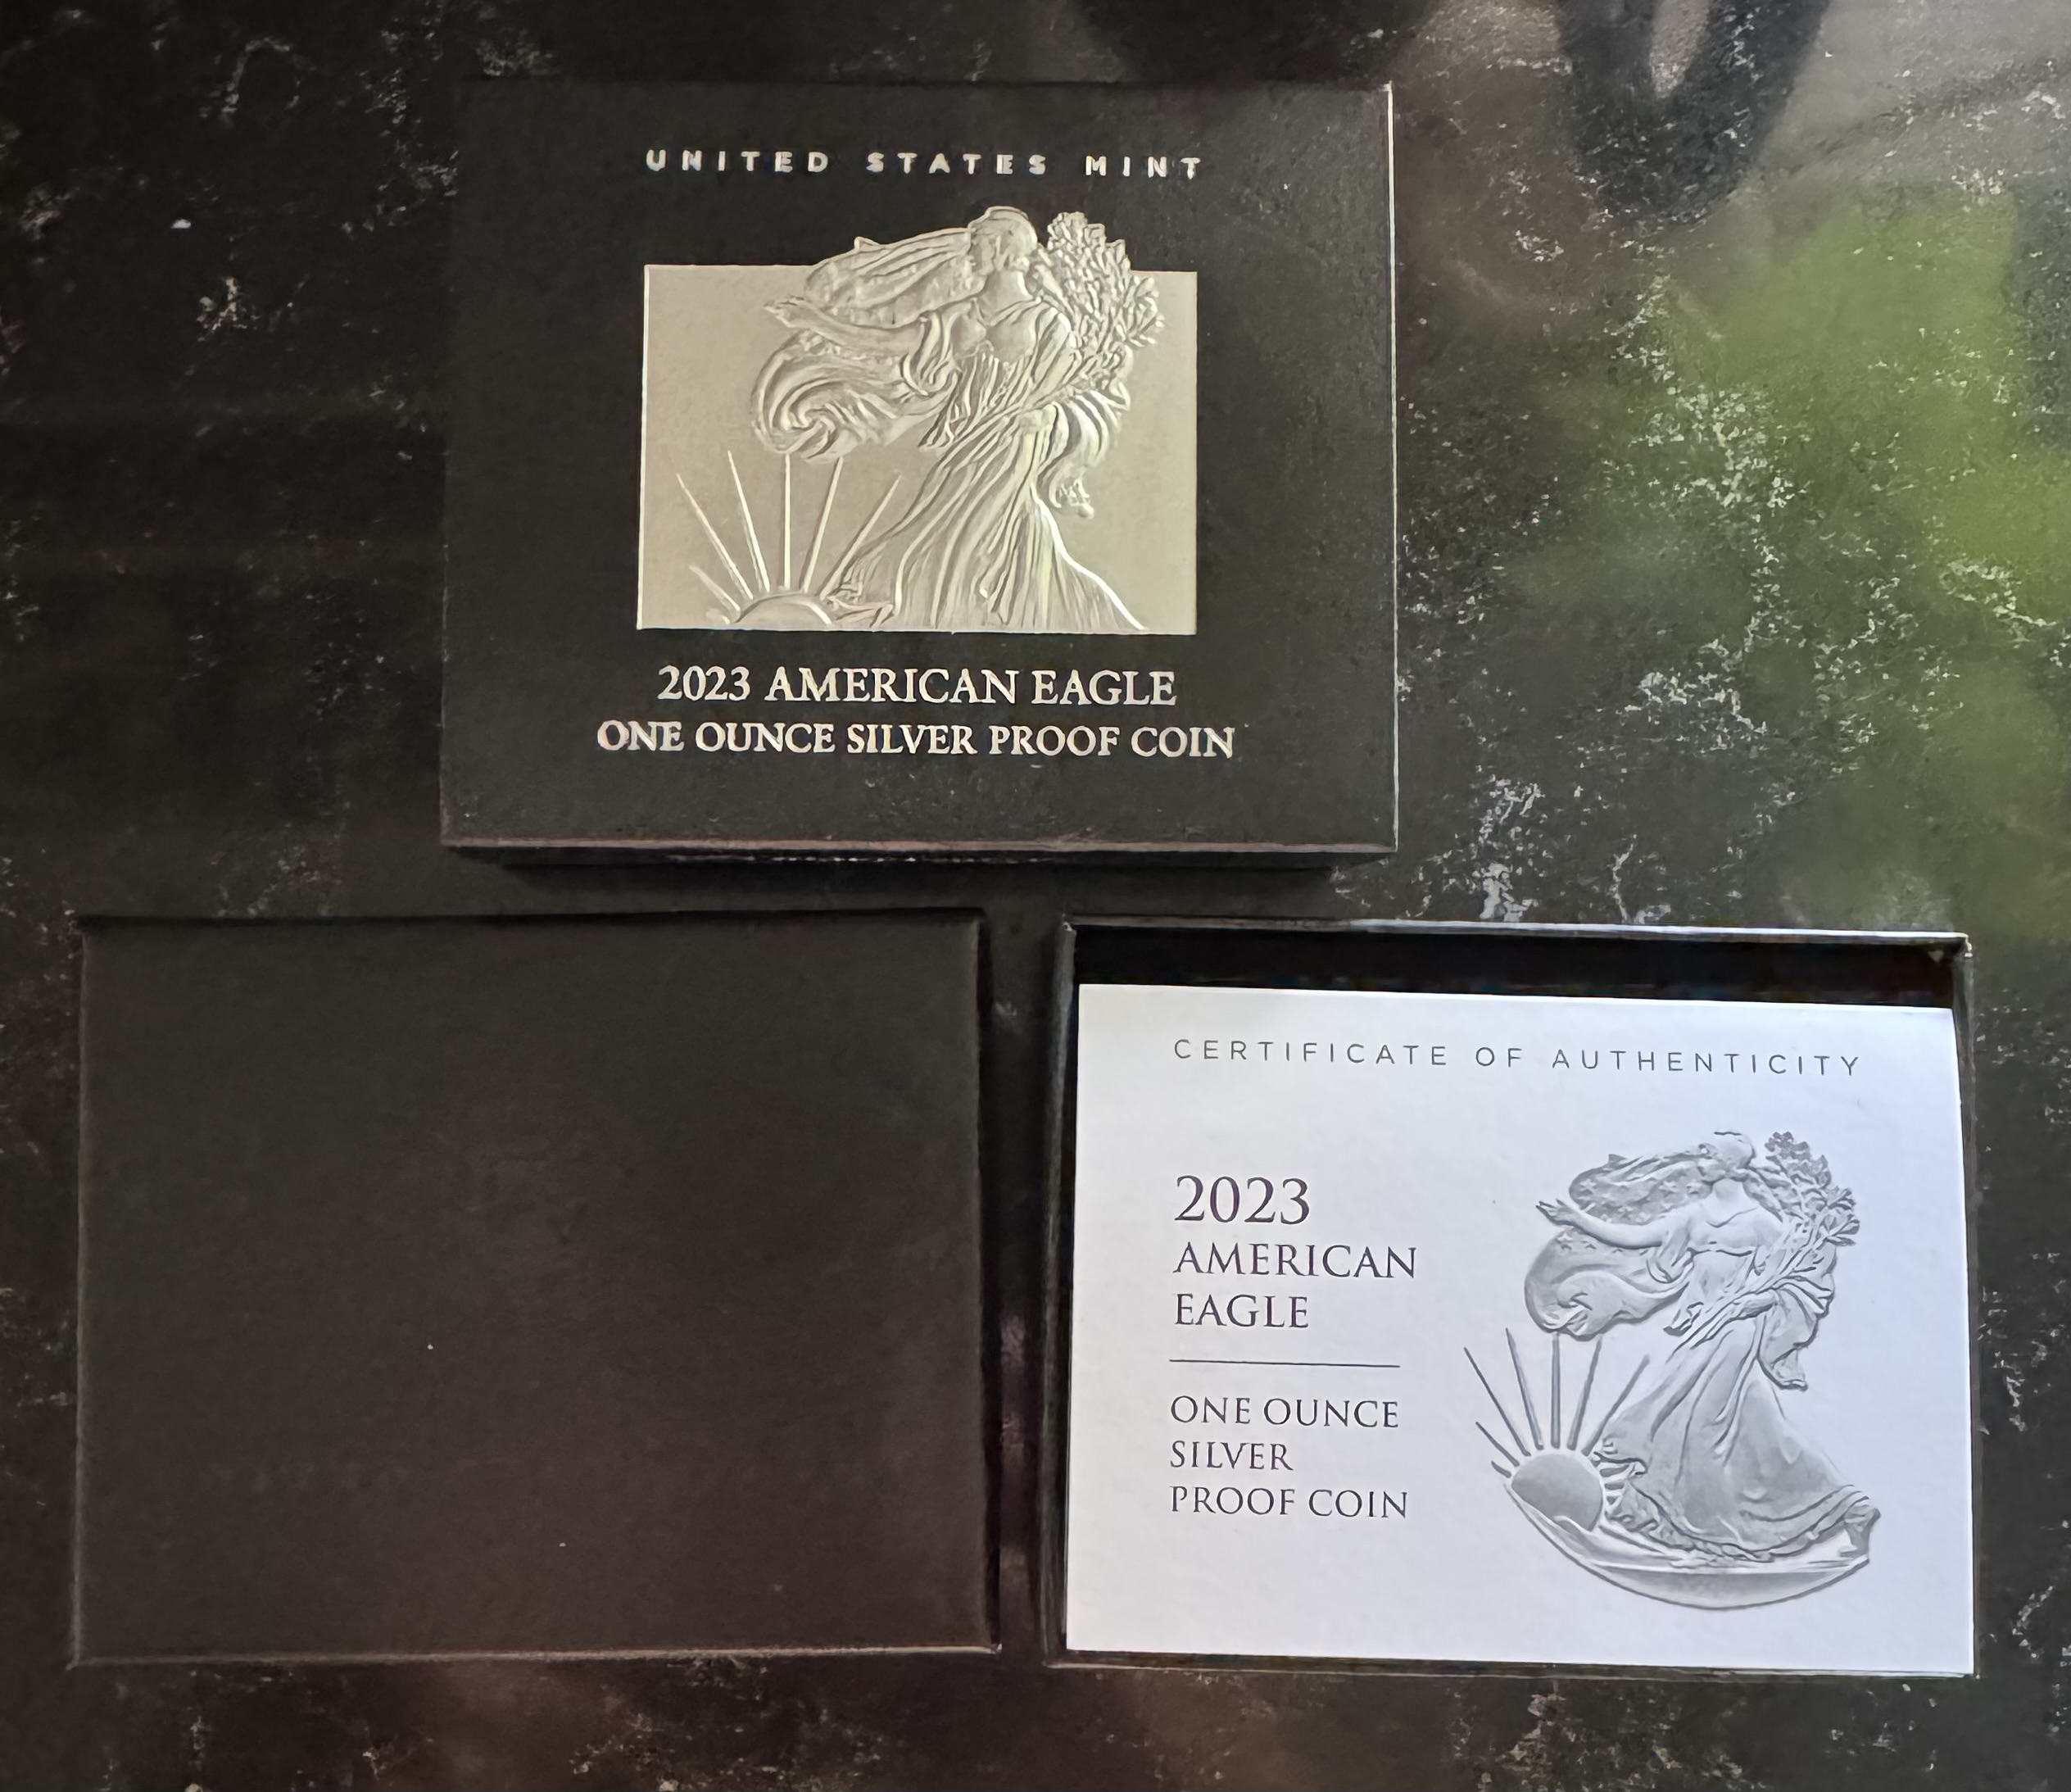 UNITED STATES MINT
2023 AMERICAN EAGLE
ONE OUNCE SILVER PROOF COIN
CERTIFICATE OF AUTHENTICITY
2023
AMERICAN
EAGLE
ONE OUNCE
SILVER
PROOF COIN